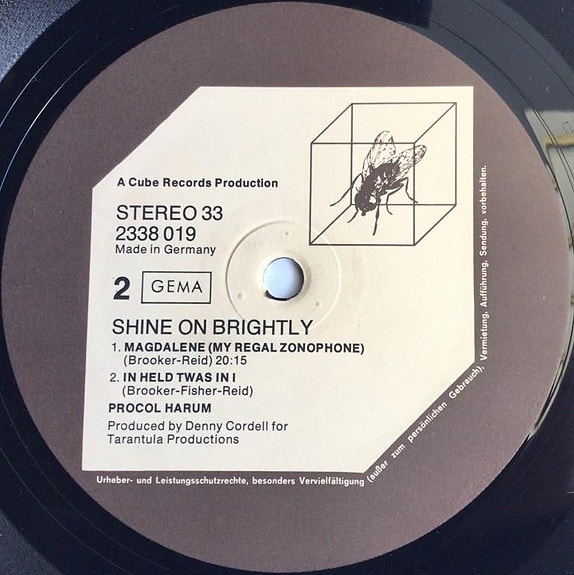 A Cube Records Production
STEREO 33
2338 019
Made in Germany
2 GEMA
SHINE ON BRIGHTLY
1. MAGDALENE (MY REGAL ZONOPHONE)
(Brooker-Reid) 20:15
2. IN HELD TWAS IN I
(Brooker-Fisher-Reid)
PROCOL HARUM
Produced by Denny Cordell for
Tarantula Productions
Urheber- und Leistungsschutzrechte, besonders Vervielfältigung (außer zum persönlichen Gebrauch), Vermietung, Aufführung, Sendung, vorbehalten.